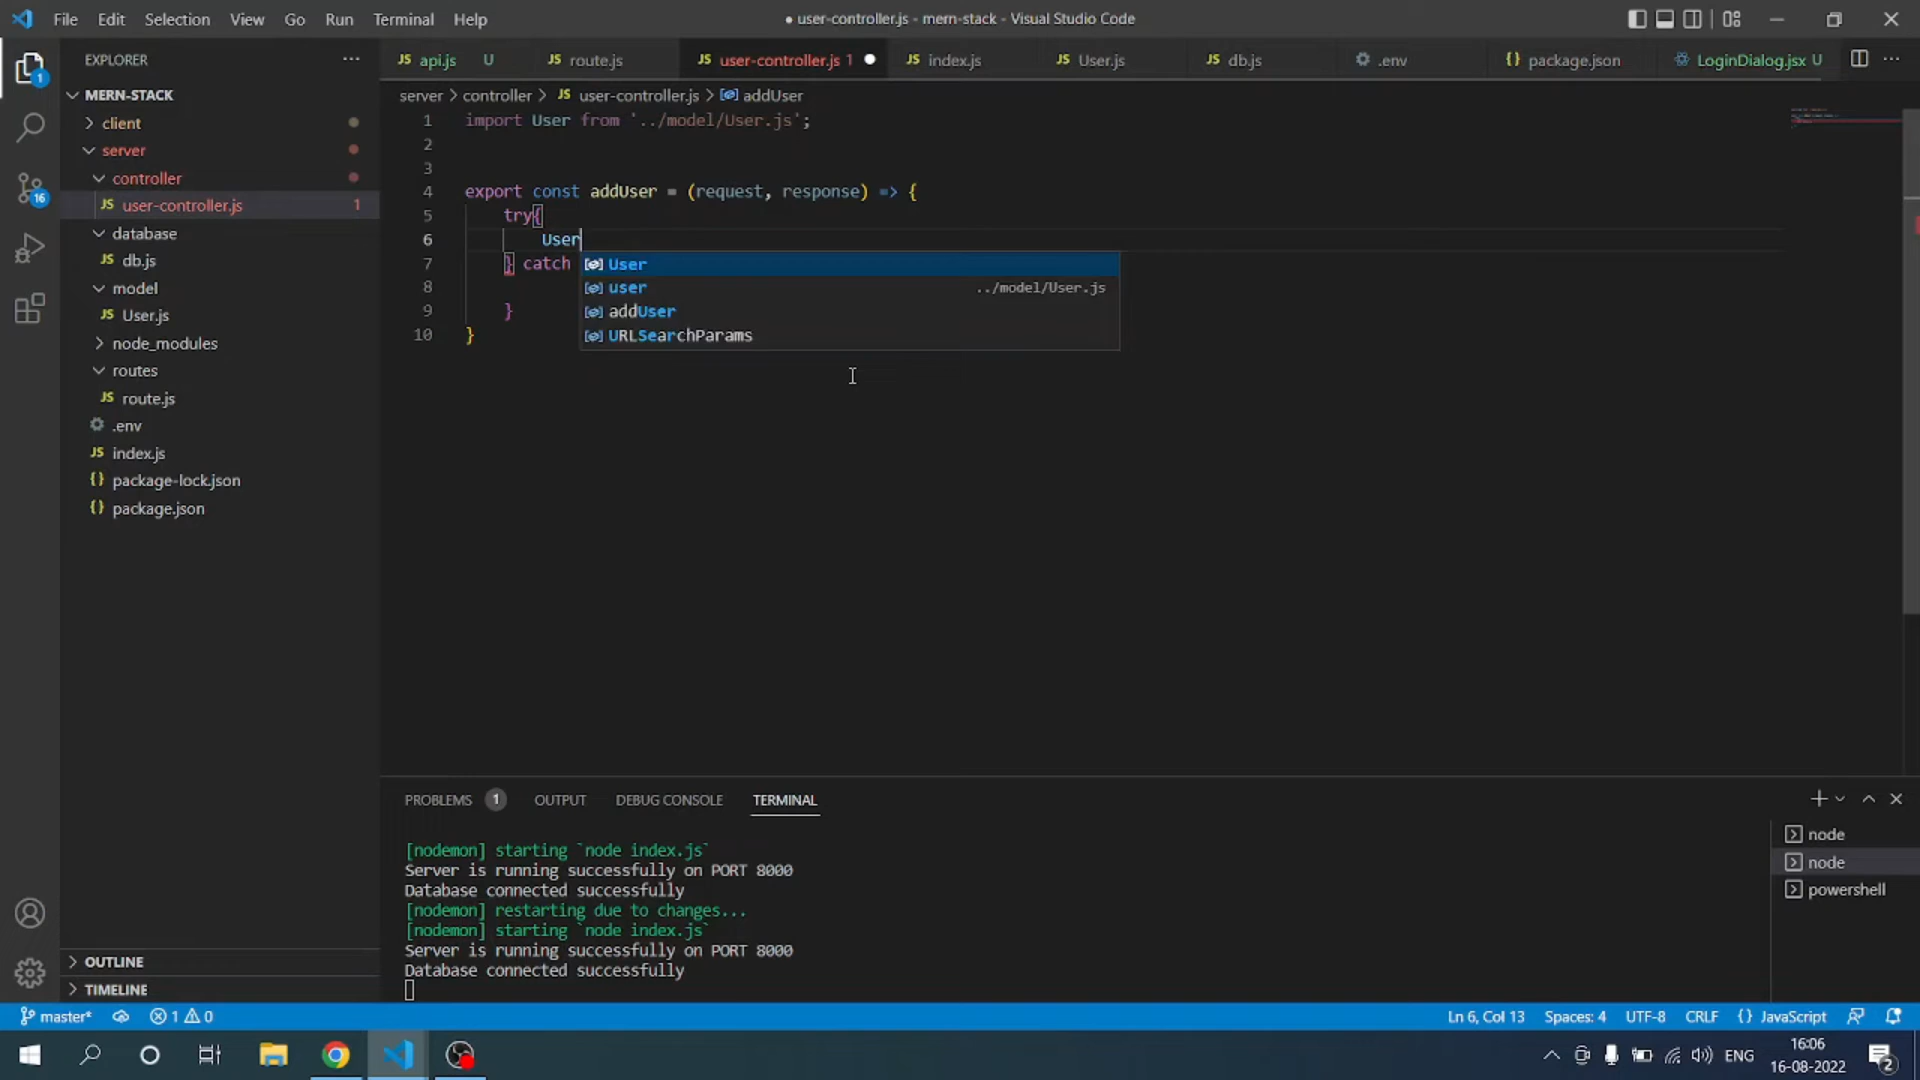 File Edit Selection View Go Run Terminal Help
● user-controller.js - mern-stack - Visual Studio Code
EXPLORER ···
MERN-STACK
client
server
controller
JS user-controller.js 1
database
JS db.js
model
JS User.js
node_modules
routes
JS route.js
.env
JS index.js
{} package-lock.json
{} package.json
OUTLINE
TIMELINE
1
16
JS api.js U JS route.js JS user-controller.js 1 ● JS index.js JS User.js JS db.js .env {} package.json LoginDialog.jsx U ···
server > controller > JS user-controller.js > addUser
1 import User from '../model/User.js';
2
3
4 export const addUser = (request, response) => {
5 try{
6 User
7 } catch
8
9 }
10 }
User
user ../model/User.js
addUser
URLSearchParams
PROBLEMS 1 OUTPUT DEBUG CONSOLE TERMINAL
[nodemon] starting `node index.js`
Server is running successfully on PORT 8000
Database connected successfully
[nodemon] restarting due to changes...
[nodemon] starting `node index.js`
Server is running successfully on PORT 8000
Database connected successfully
node
node
powershell
master* 1 0 Ln 6, Col 13 Spaces: 4 UTF-8 CRLF {} JavaScript
ENG 16:06
16-08-2022
2